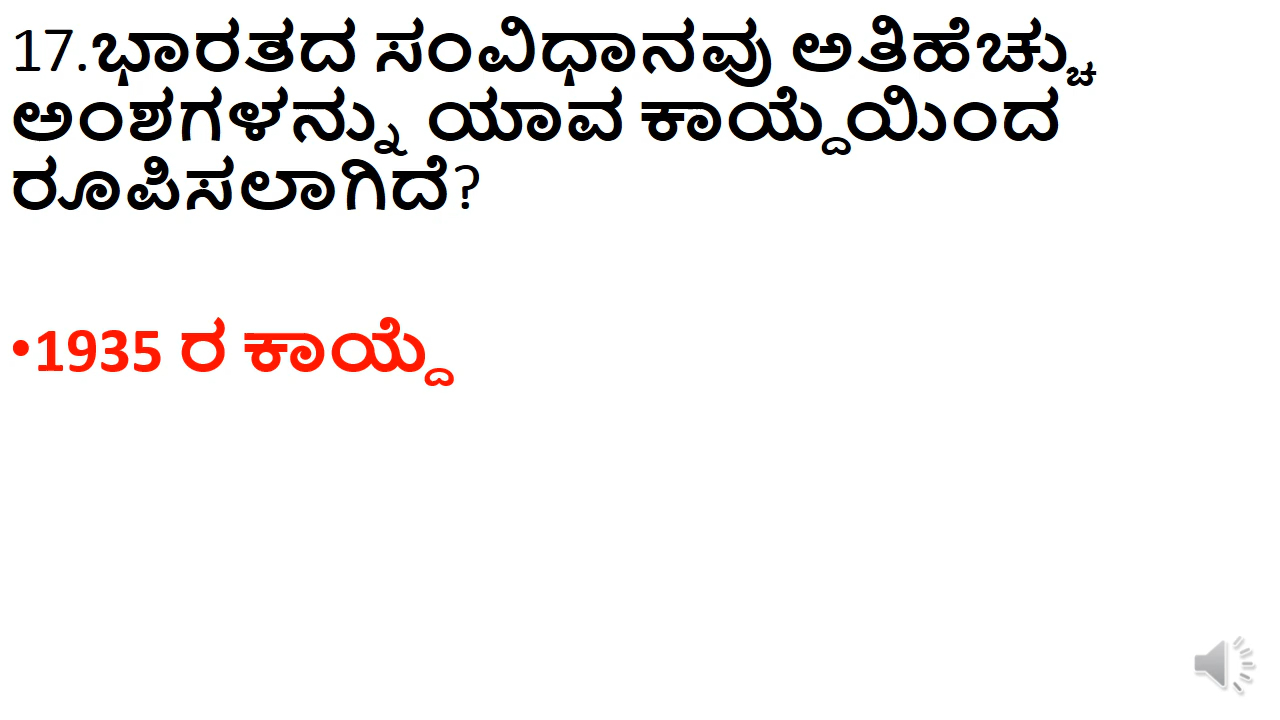 17.ಭಾರತದ ಸಂವಿಧಾನವು ಅತಿಹೆಚ್ಚು
ಅಂಶಗಳನ್ನು ಯಾವ ಕಾಯ್ದೆಯಿಂದ
ರೂಪಿಸಲಾಗಿದೆ?
•1935 ರ ಕಾಯ್ದೆ